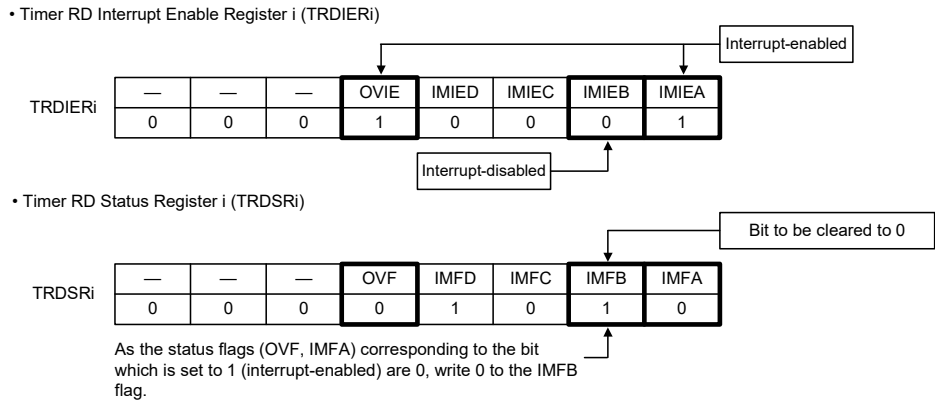 • Timer RD Interrupt Enable Register i (TRDIERi)
Interrupt-enabled
TRDIERi
— — — OVIE IMIED IMIEC IMIEB IMIEA
0 0 0 1 0 0 0 1
Interrupt-disabled
• Timer RD Status Register i (TRDSRi)
Bit to be cleared to 0
TRDSRi
— — — OVF IMFD IMFC IMFB IMFA
0 0 0 0 1 0 1 0
As the status flags (OVF, IMFA) corresponding to the bit
which is set to 1 (interrupt-enabled) are 0, write 0 to the IMFB
flag.